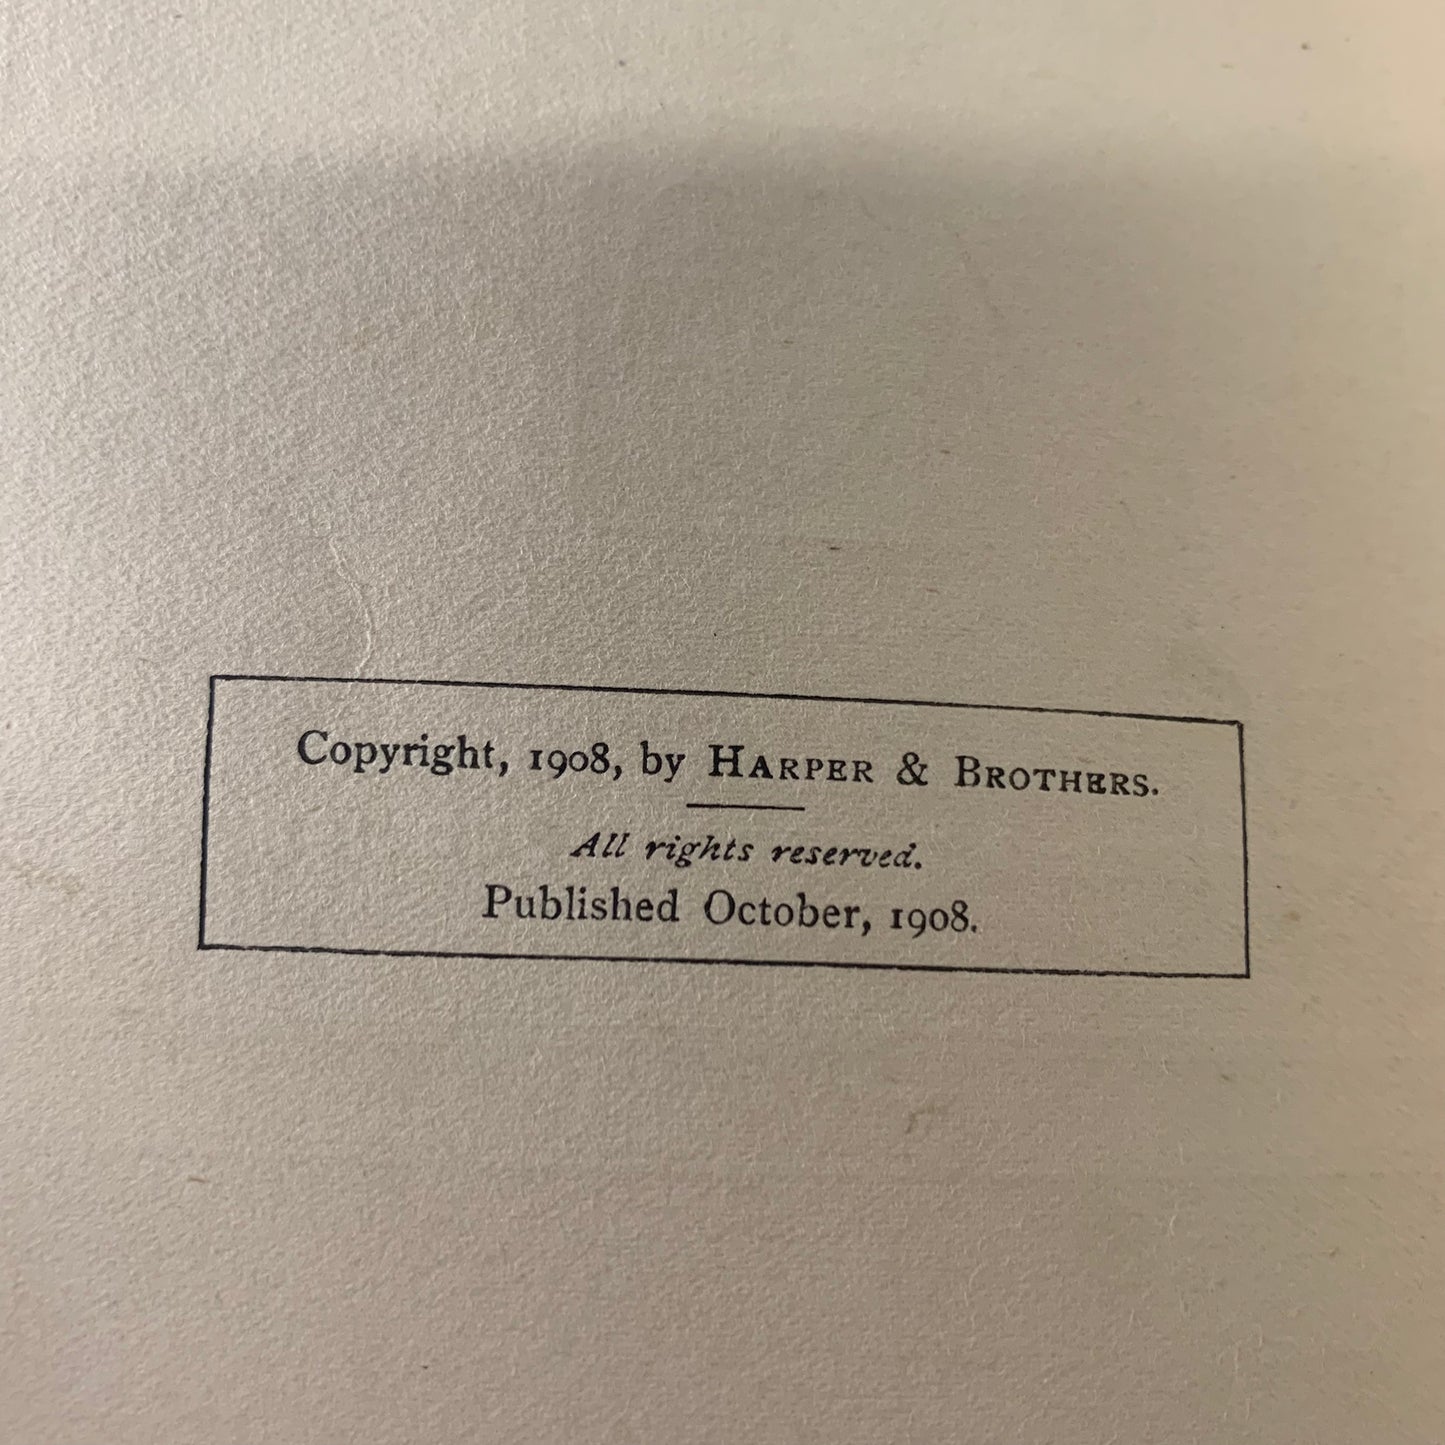 Copyright, 1908, by HARPER & BROTHERS.
All rights reserved.
Published October, 1908.